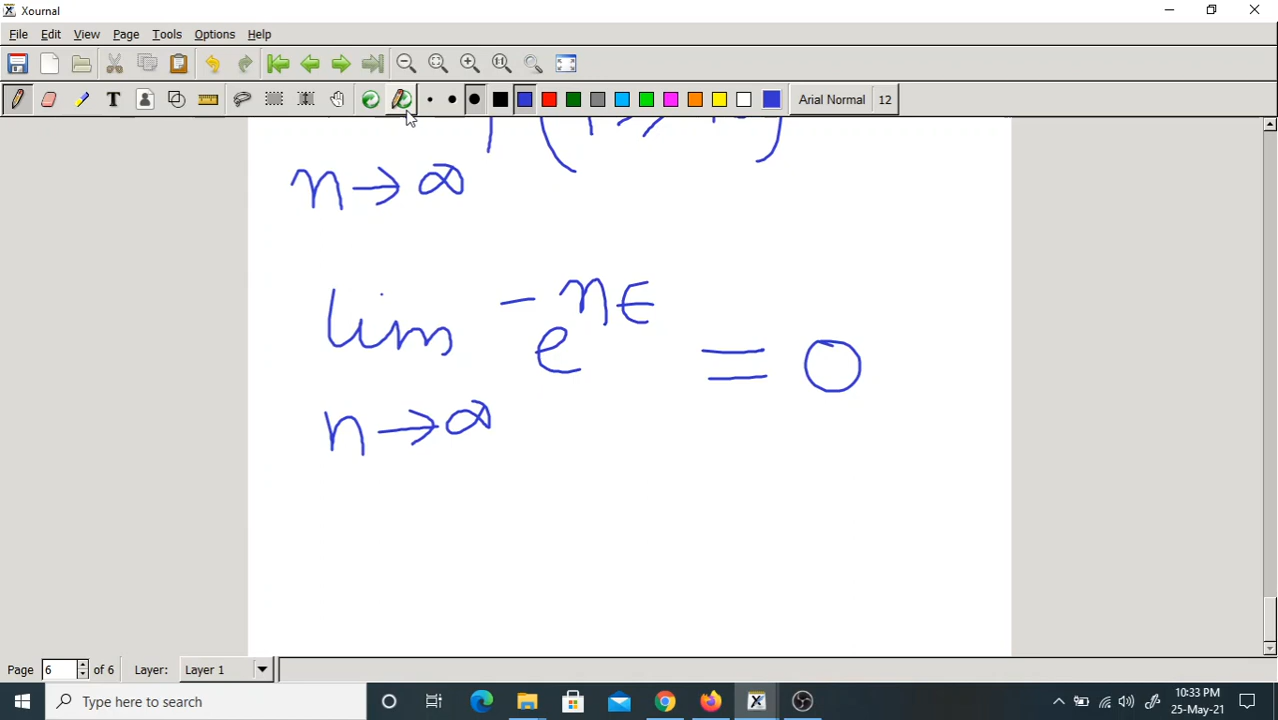 Xournal
File Edit View Page Tools Options Help
Arial Normal 12
n → ∞
lim e^{-nϵ} = 0
n → ∞
Page 6 of 6 Layer: Layer 1
Type here to search
10:33 PM
25-May-21